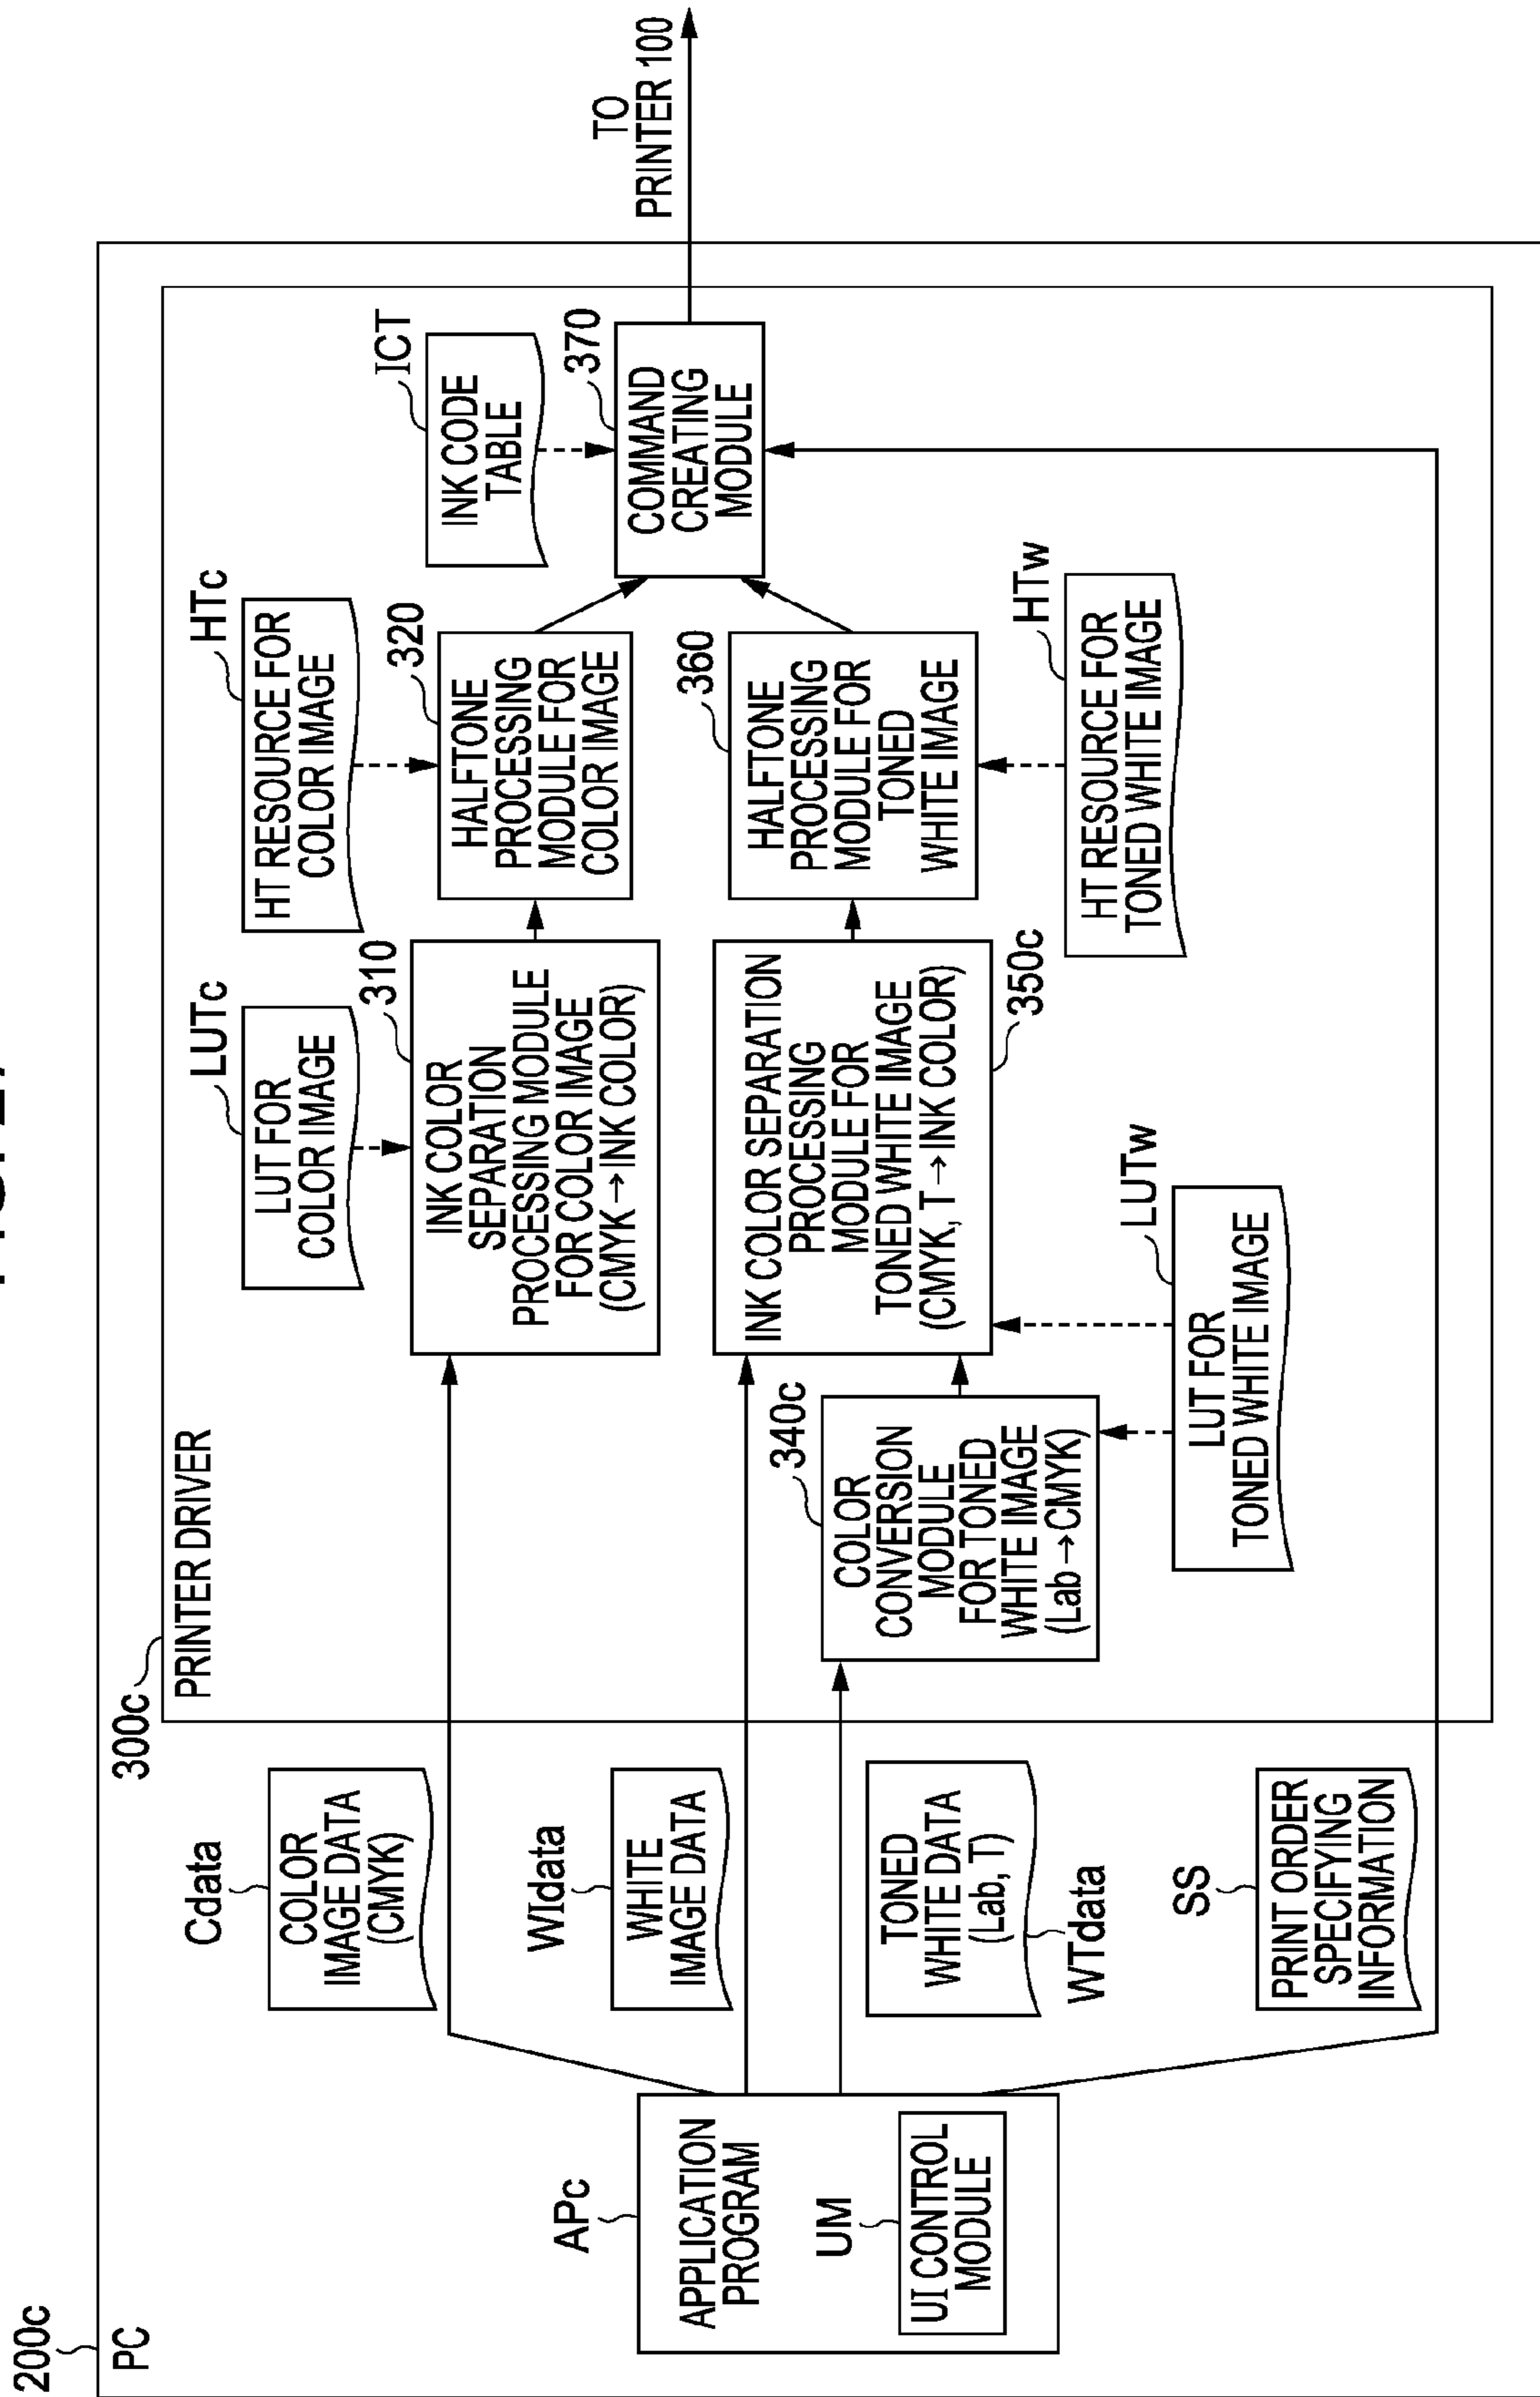 200c
PC
300c
PRINTER DRIVER
APc
APPLICATION
PROGRAM
UM
UI CONTROL
MODULE
Cdata
COLOR
IMAGE DATA
(CMYK)
WIdata
WHITE
IMAGE DATA
TONED
WHITE DATA
(Lab, T)
WTdata
SS
PRINT ORDER
SPECIFYING
INFORMATION
LUTc
LUT FOR
COLOR IMAGE
310
INK COLOR
SEPARATION
PROCESSING MODULE
FOR COLOR IMAGE
(CMYK→INK COLOR)
340c
COLOR
CONVERSION
MODULE
FOR TONED
WHITE IMAGE
(Lab→CMYK)
INK COLOR SEPARATION
PROCESSING
MODULE FOR
TONED WHITE IMAGE
(CMYK, T→INK COLOR)
350c
LUTw
LUT FOR
TONED WHITE IMAGE
HTc
HT RESOURCE FOR
COLOR IMAGE
320
HALFTONE
PROCESSING
MODULE FOR
COLOR IMAGE
360
HALFTONE
PROCESSING
MODULE FOR
TONED
WHITE IMAGE
HTw
HT RESOURCE FOR
TONED WHITE IMAGE
ICT
INK CODE
TABLE
370
COMMAND
CREATING
MODULE
TO
PRINTER 100